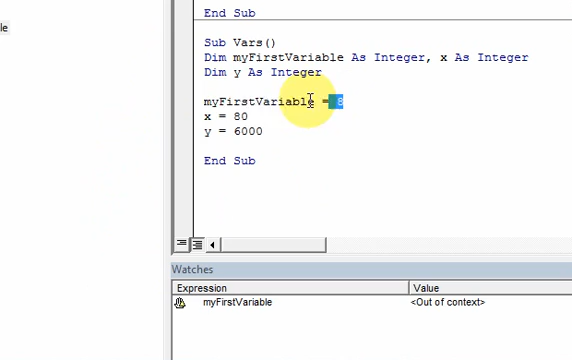 End Sub
le
Sub Vars()
Dim myFirstVariable As Integer, x As Integer
Dim y As Integer
myFirstVariable = 8
x = 80
y = 6000
End Sub
Watches
Expression Value
myFirstVariable <Out of context>